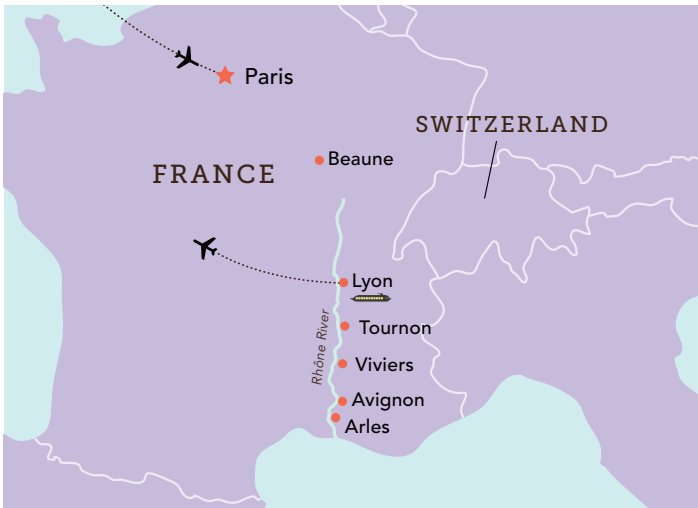 Paris
SWITZERLAND
Beaune
FRANCE
Lyon
Rhône River
Tournon
Viviers
Avignon
Arles